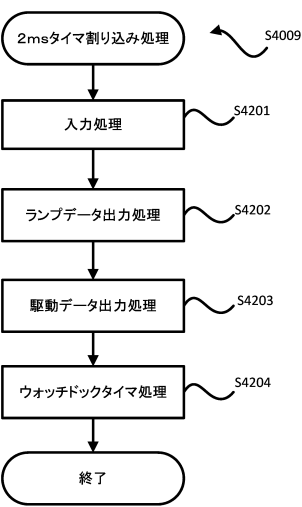 2msタイマ割り込み処理
S4009
入力処理
S4201
ランプデータ出力処理
S4202
駆動データ出力処理
S4203
ウォッチドックタイマ処理
S4204
終了